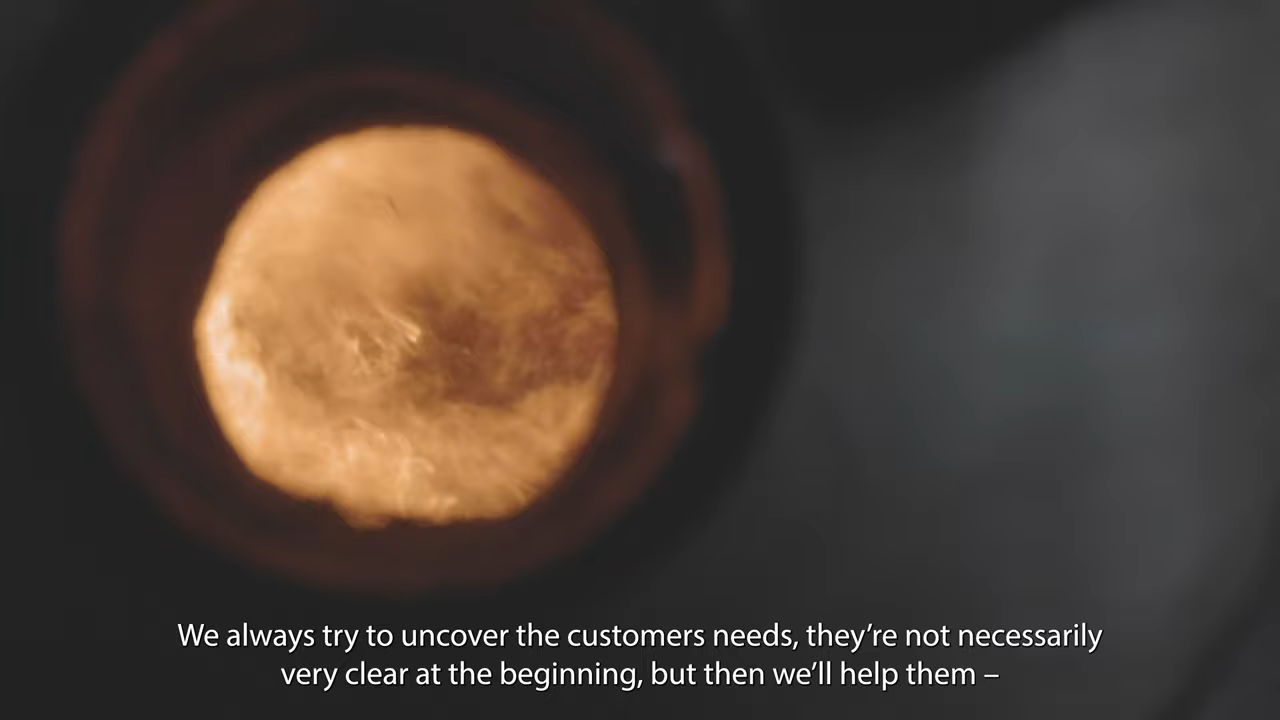 We always try to uncover the customers needs, they’re not necessarily
very clear at the beginning, but then we’ll help them –